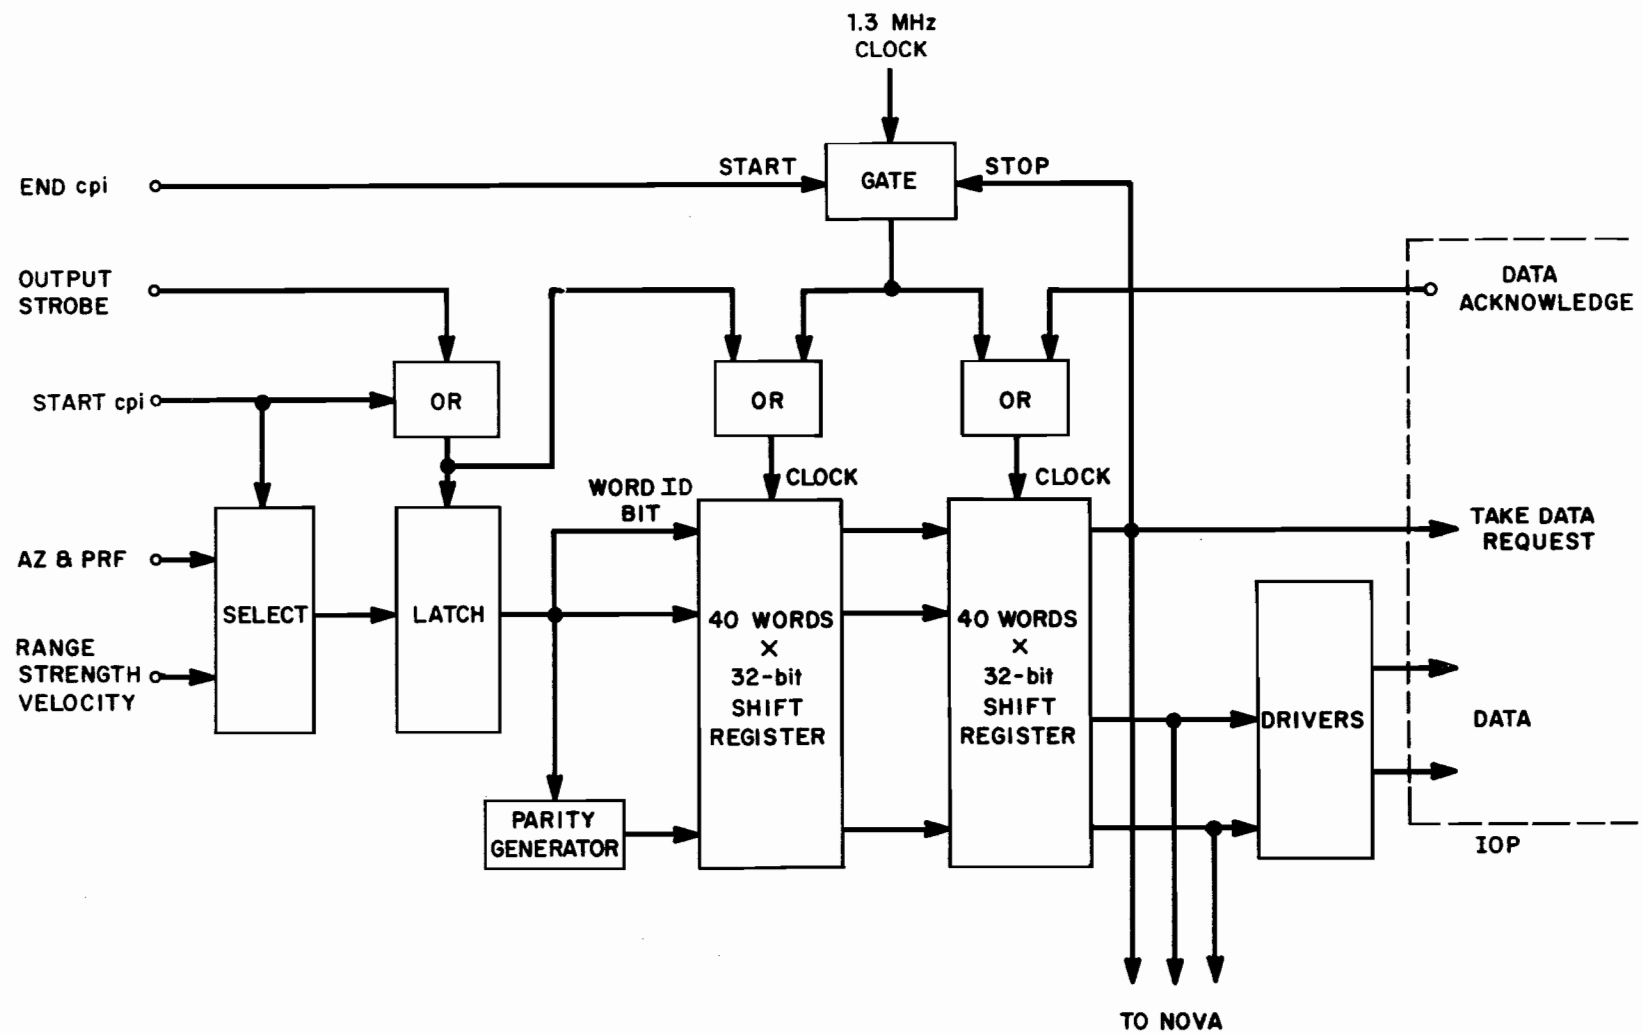 1.3 MHz
CLOCK
END cpi
START
GATE
STOP
OUTPUT
STROBE
DATA
ACKNOWLEDGE
START cpi
OR
OR
OR
CLOCK
CLOCK
WORD ID
BIT
TAKE DATA
REQUEST
AZ & PRF
SELECT
LATCH
RANGE
STRENGTH
VELOCITY
40 WORDS
X
32-bit
SHIFT
REGISTER
40 WORDS
X
32-bit
SHIFT
REGISTER
DRIVERS
DATA
PARITY
GENERATOR
IOP
TO NOVA